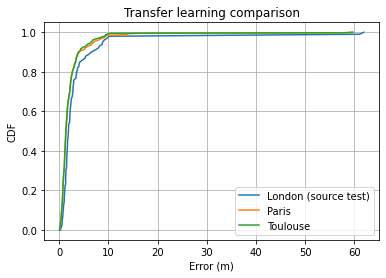 Transfer learning comparison
1.0
0.8
0.6
0.4
0.2
0.0
CDF
London (source test)
Paris
Toulouse
0 10 20 30 40 50 60
Error (m)